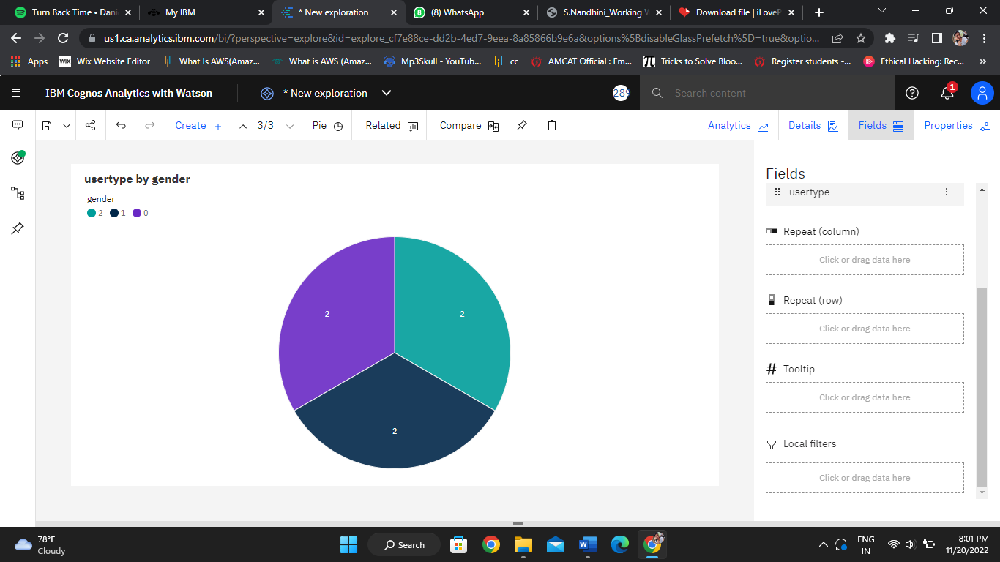 Turn Back Time • Dani
My IBM
* New exploration
(8) WhatsApp
S.Nandhini_Working
Download file | iLoveP
us1.ca.analytics.ibm.com/bi/?perspective=explore&id=explore_cf7e88ce-dd2b-4ed7-9eea-8a85866b9e6a&options%5BdisableGlassPrefetch%5D=true&optio...
Apps
WIX Wix Website Editor
What Is AWS(Amaz...
What is AWS (Amaz...
Mp3Skull - YouTub...
cc
AMCAT Official : Em...
Tricks to Solve Bloo...
Register students -...
Ethical Hacking: Rec...
IBM Cognos Analytics with Watson
* New exploration
289
Search content
1
Create +
3/3
Pie
Related
Compare
Analytics
Details
Fields
Properties
usertype by gender
gender
2 1 0
2
2
2
Fields
usertype
Repeat (column)
Click or drag data here
Repeat (row)
Click or drag data here
# Tooltip
Click or drag data here
Local filters
Click or drag data here
78°F
Cloudy
Search
ENG
IN
8:01 PM
11/20/2022